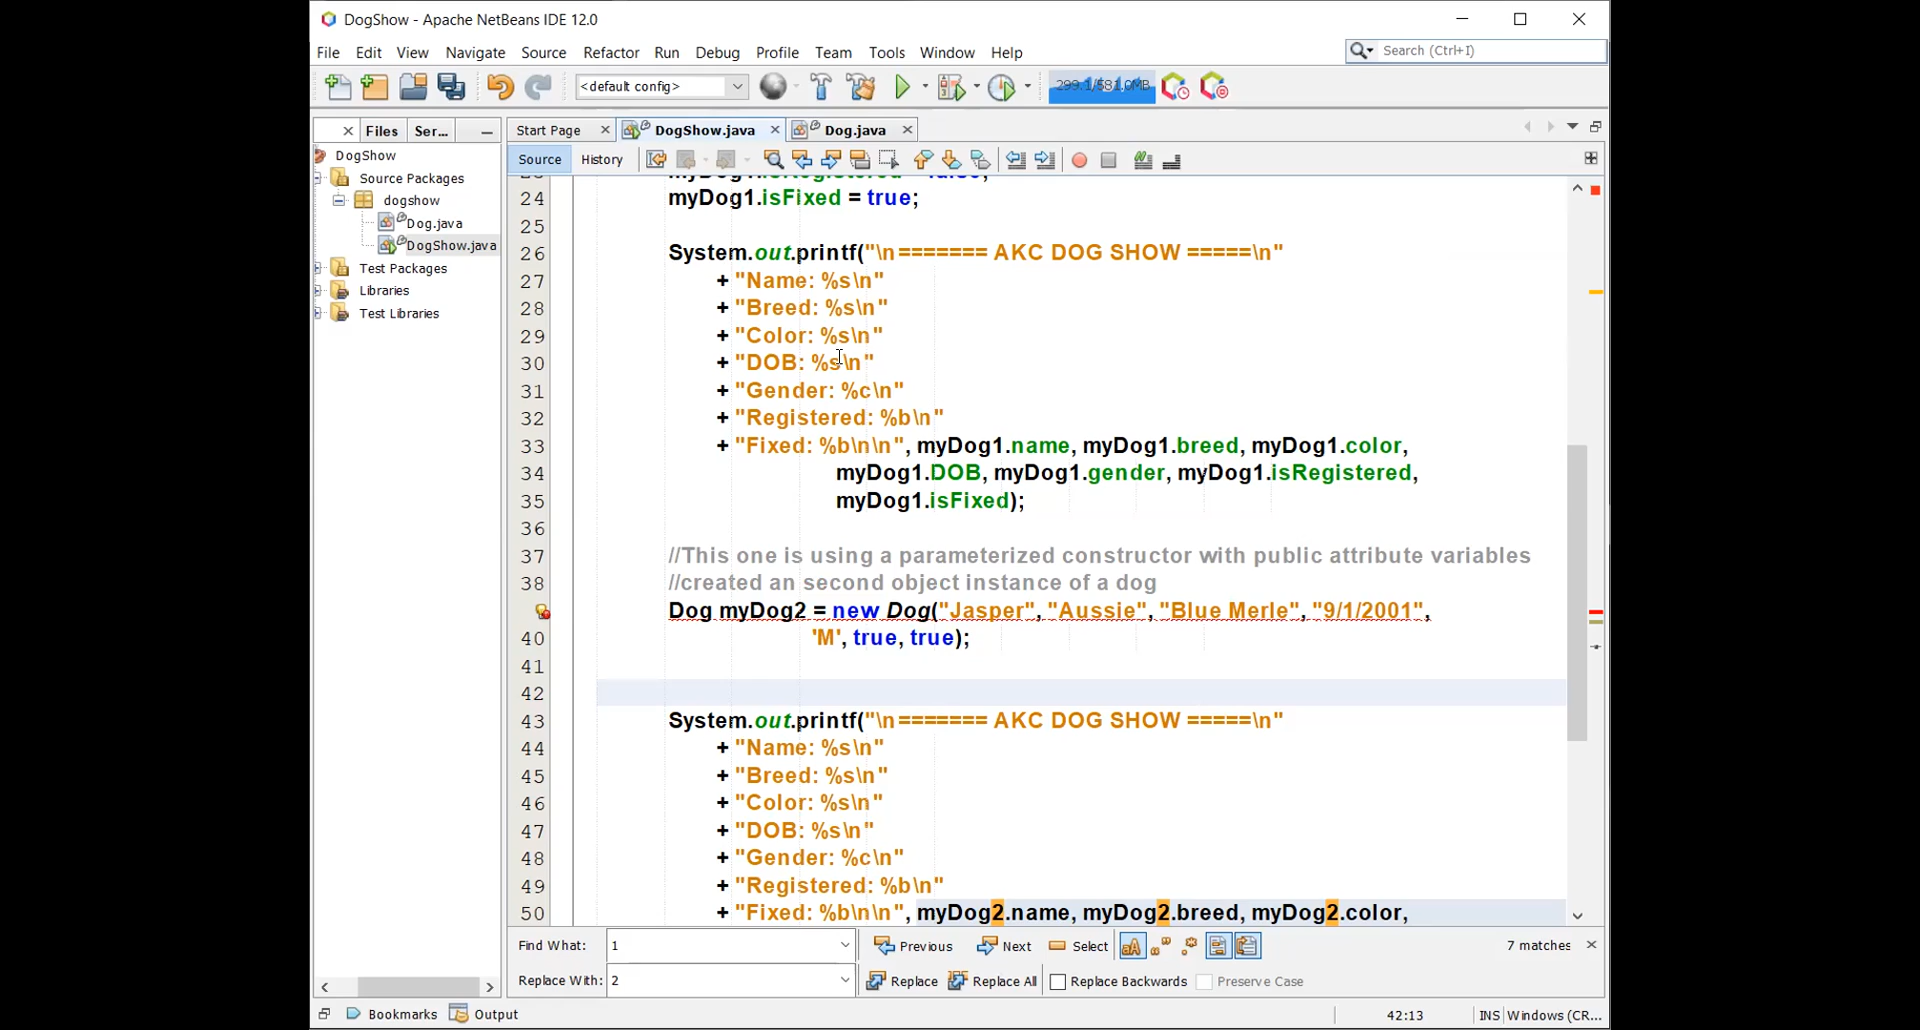 DogShow - Apache NetBeans IDE 12.0
File Edit View Navigate Source Refactor Run Debug Profile Team Tools Window Help
Search (Ctrl+I)
<default config>
299.1/581.0MB
Files Ser... Start Page DogShow.java Dog.java
Source History
DogShow
Source Packages
dogshow
Dog.java
DogShow.java
Test Packages
Libraries
Test Libraries
24 myDog1.isFixed = true;
25
26 System.out.printf("\n======= AKC DOG SHOW =====\n"
27 + "Name: %s\n"
28 + "Breed: %s\n"
29 + "Color: %s\n"
30 + "DOB: %s\n"
31 + "Gender: %c\n"
32 + "Registered: %b\n"
33 + "Fixed: %b\n\n", myDog1.name, myDog1.breed, myDog1.color,
34 myDog1.DOB, myDog1.gender, myDog1.isRegistered,
35 myDog1.isFixed);
36
37 //This one is using a parameterized constructor with public attribute variables
38 //created an second object instance of a dog
Dog myDog2 = new Dog("Jasper", "Aussie", "Blue Merle", "9/1/2001",
40 'M', true, true);
41
42
43 System.out.printf("\n======= AKC DOG SHOW =====\n"
44 + "Name: %s\n"
45 + "Breed: %s\n"
46 + "Color: %s\n"
47 + "DOB: %s\n"
48 + "Gender: %c\n"
49 + "Registered: %b\n"
50 + "Fixed: %b\n\n", myDog2.name, myDog2.breed, myDog2.color,
Find What: 1 Previous Next Select aA 7 matches
Replace With: 2 Replace Replace All Replace Backwards Preserve Case
Bookmarks Output 42:13 INS Windows (CR...